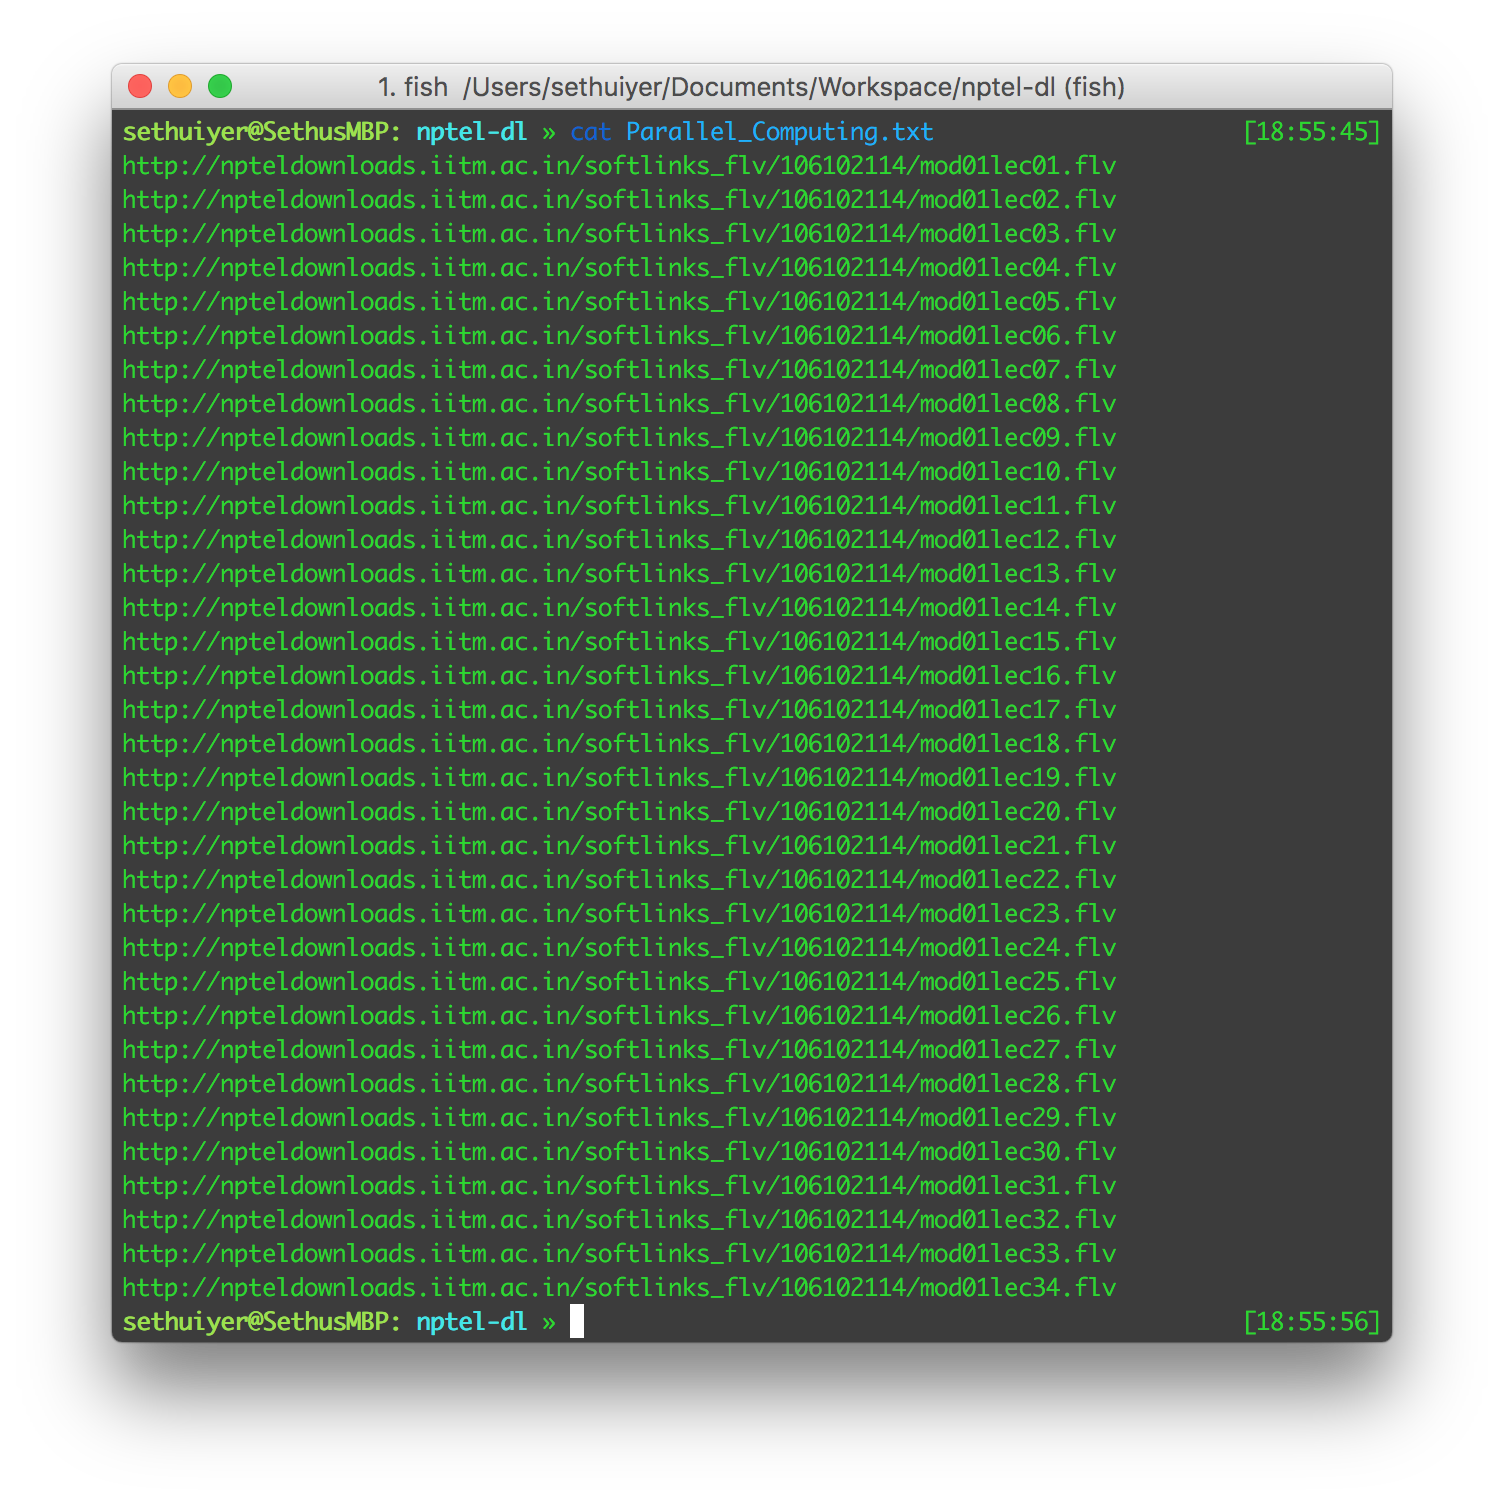 1. fish  /Users/sethuiyer/Documents/Workspace/nptel-dl (fish)
sethuiyer@SethusMBP: nptel-dl » cat Parallel_Computing.txt [18:55:45]
http://npteldownloads.iitm.ac.in/softlinks_flv/106102114/mod01lec01.flv
http://npteldownloads.iitm.ac.in/softlinks_flv/106102114/mod01lec02.flv
http://npteldownloads.iitm.ac.in/softlinks_flv/106102114/mod01lec03.flv
http://npteldownloads.iitm.ac.in/softlinks_flv/106102114/mod01lec04.flv
http://npteldownloads.iitm.ac.in/softlinks_flv/106102114/mod01lec05.flv
http://npteldownloads.iitm.ac.in/softlinks_flv/106102114/mod01lec06.flv
http://npteldownloads.iitm.ac.in/softlinks_flv/106102114/mod01lec07.flv
http://npteldownloads.iitm.ac.in/softlinks_flv/106102114/mod01lec08.flv
http://npteldownloads.iitm.ac.in/softlinks_flv/106102114/mod01lec09.flv
http://npteldownloads.iitm.ac.in/softlinks_flv/106102114/mod01lec10.flv
http://npteldownloads.iitm.ac.in/softlinks_flv/106102114/mod01lec11.flv
http://npteldownloads.iitm.ac.in/softlinks_flv/106102114/mod01lec12.flv
http://npteldownloads.iitm.ac.in/softlinks_flv/106102114/mod01lec13.flv
http://npteldownloads.iitm.ac.in/softlinks_flv/106102114/mod01lec14.flv
http://npteldownloads.iitm.ac.in/softlinks_flv/106102114/mod01lec15.flv
http://npteldownloads.iitm.ac.in/softlinks_flv/106102114/mod01lec16.flv
http://npteldownloads.iitm.ac.in/softlinks_flv/106102114/mod01lec17.flv
http://npteldownloads.iitm.ac.in/softlinks_flv/106102114/mod01lec18.flv
http://npteldownloads.iitm.ac.in/softlinks_flv/106102114/mod01lec19.flv
http://npteldownloads.iitm.ac.in/softlinks_flv/106102114/mod01lec20.flv
http://npteldownloads.iitm.ac.in/softlinks_flv/106102114/mod01lec21.flv
http://npteldownloads.iitm.ac.in/softlinks_flv/106102114/mod01lec22.flv
http://npteldownloads.iitm.ac.in/softlinks_flv/106102114/mod01lec23.flv
http://npteldownloads.iitm.ac.in/softlinks_flv/106102114/mod01lec24.flv
http://npteldownloads.iitm.ac.in/softlinks_flv/106102114/mod01lec25.flv
http://npteldownloads.iitm.ac.in/softlinks_flv/106102114/mod01lec26.flv
http://npteldownloads.iitm.ac.in/softlinks_flv/106102114/mod01lec27.flv
http://npteldownloads.iitm.ac.in/softlinks_flv/106102114/mod01lec28.flv
http://npteldownloads.iitm.ac.in/softlinks_flv/106102114/mod01lec29.flv
http://npteldownloads.iitm.ac.in/softlinks_flv/106102114/mod01lec30.flv
http://npteldownloads.iitm.ac.in/softlinks_flv/106102114/mod01lec31.flv
http://npteldownloads.iitm.ac.in/softlinks_flv/106102114/mod01lec32.flv
http://npteldownloads.iitm.ac.in/softlinks_flv/106102114/mod01lec33.flv
http://npteldownloads.iitm.ac.in/softlinks_flv/106102114/mod01lec34.flv
sethuiyer@SethusMBP: nptel-dl » [18:55:56]